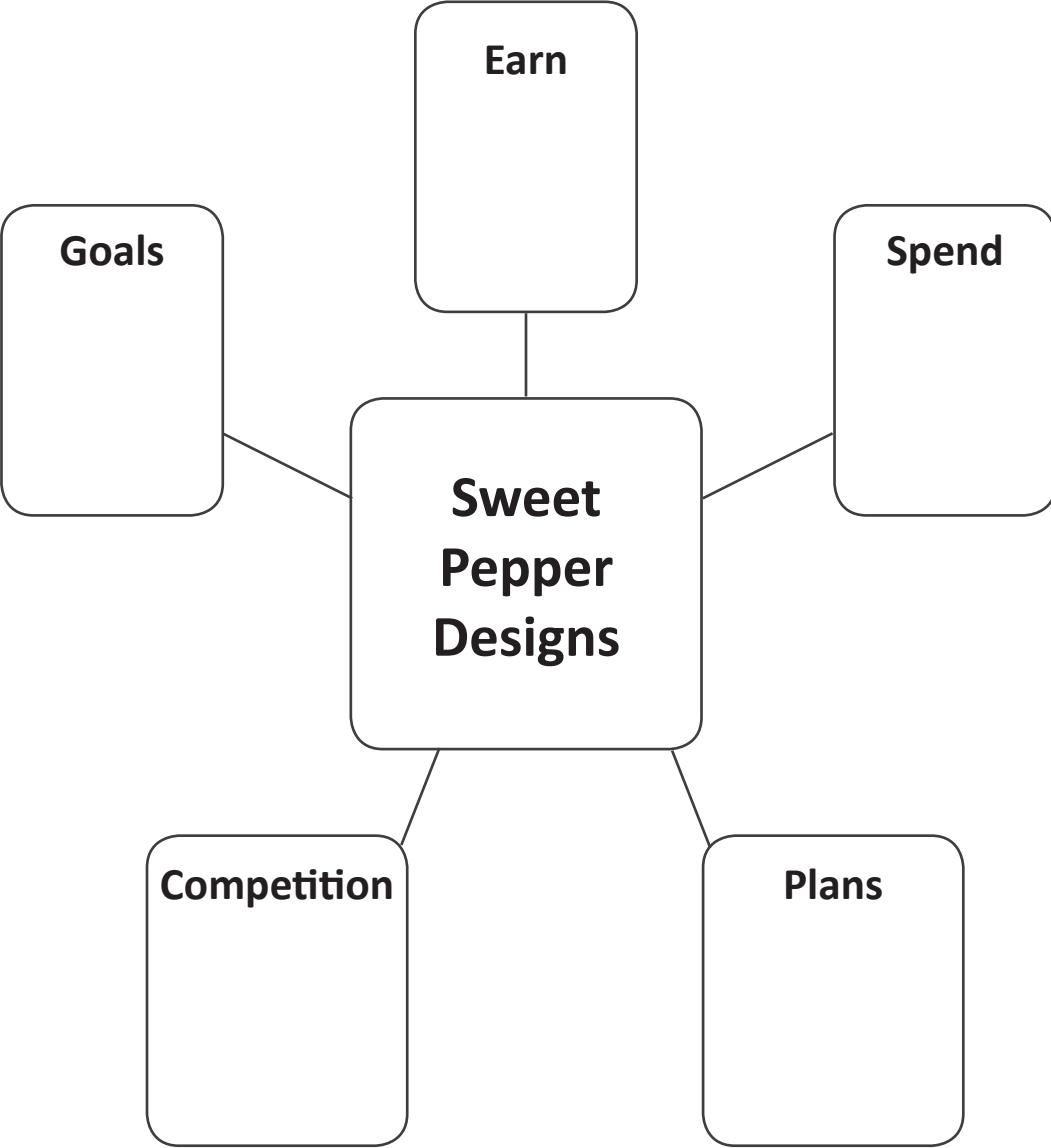 Earn
Goals
Spend
Sweet
Pepper
Designs
Competition
Plans